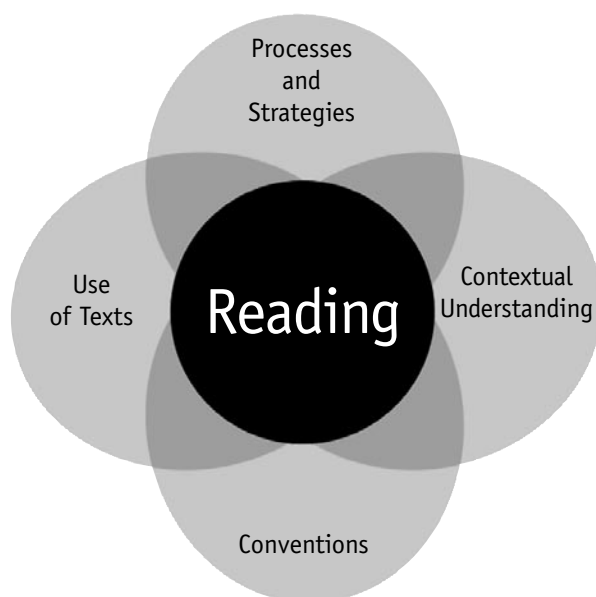 Processes
and
Strategies
Use
of Texts
Reading
Contextual
Understanding
Conventions